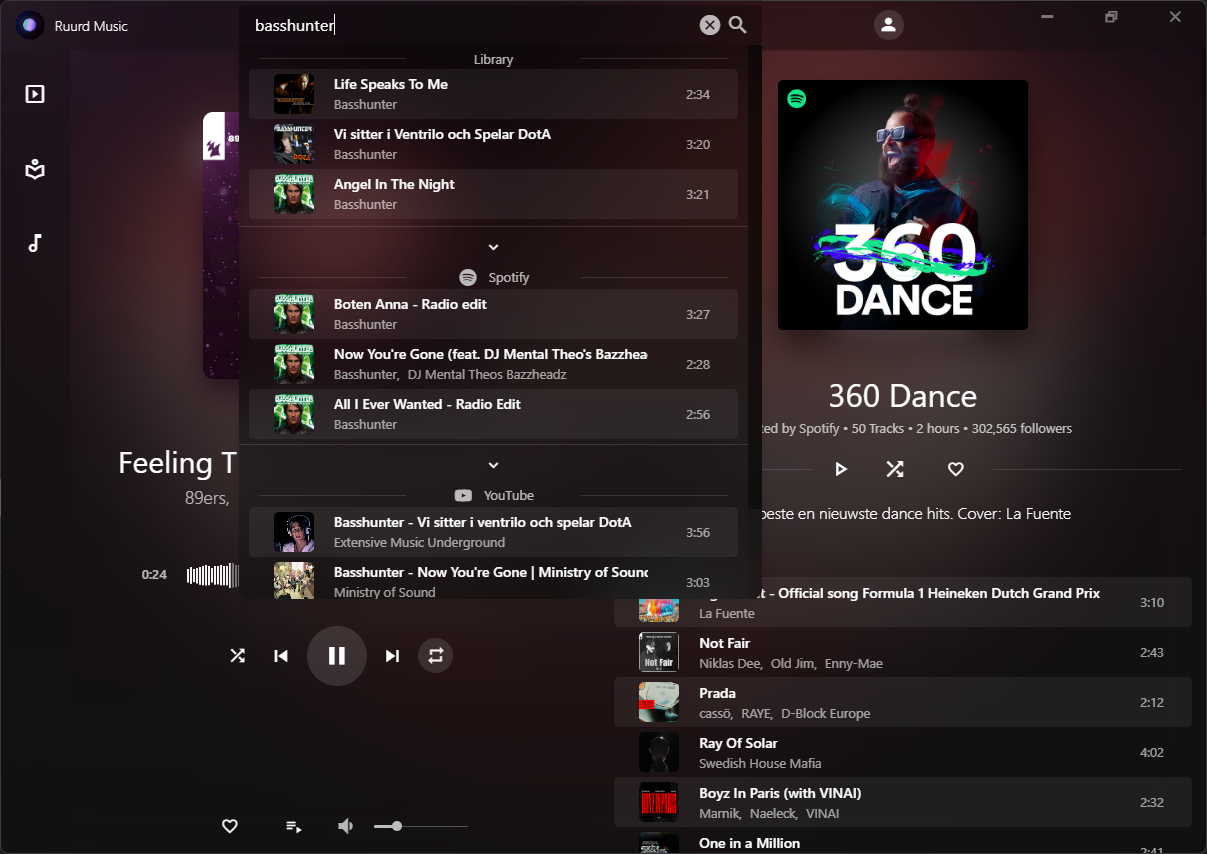 Ruurd Music
basshunter
Library
Life Speaks To Me
Basshunter
2:34
Vi sitter i Ventrilo och Spelar DotA
Basshunter
3:20
Angel In The Night
Basshunter
3:21
Spotify
Boten Anna - Radio edit
Basshunter
3:27
Now You're Gone (feat. DJ Mental Theo's Bazzhea
Basshunter, DJ Mental Theos Bazzheadz
2:28
All I Ever Wanted - Radio Edit
Basshunter
2:56
YouTube
Basshunter - Vi sitter i ventrilo och spelar DotA
Extensive Music Underground
3:56
Basshunter - Now You're Gone | Ministry of Sound
Ministry of Sound
3:03
Feeling T
89ers,
0:24
360
DANCE
360 Dance
by Spotify • 50 Tracks • 2 hours • 302,565 followers
beste en nieuwste dance hits. Cover: La Fuente
- Official song Formula 1 Heineken Dutch Grand Prix
La Fuente
3:10
Not Fair
Not Fair
Niklas Dee, Old Jim, Enny-Mae
2:43
Prada
cassö, RAYE, D-Block Europe
2:12
Ray Of Solar
Swedish House Mafia
4:02
Boyz In Paris (with VINAI)
Marnik, Naeleck, VINAI
2:32
One in a Million
2:41